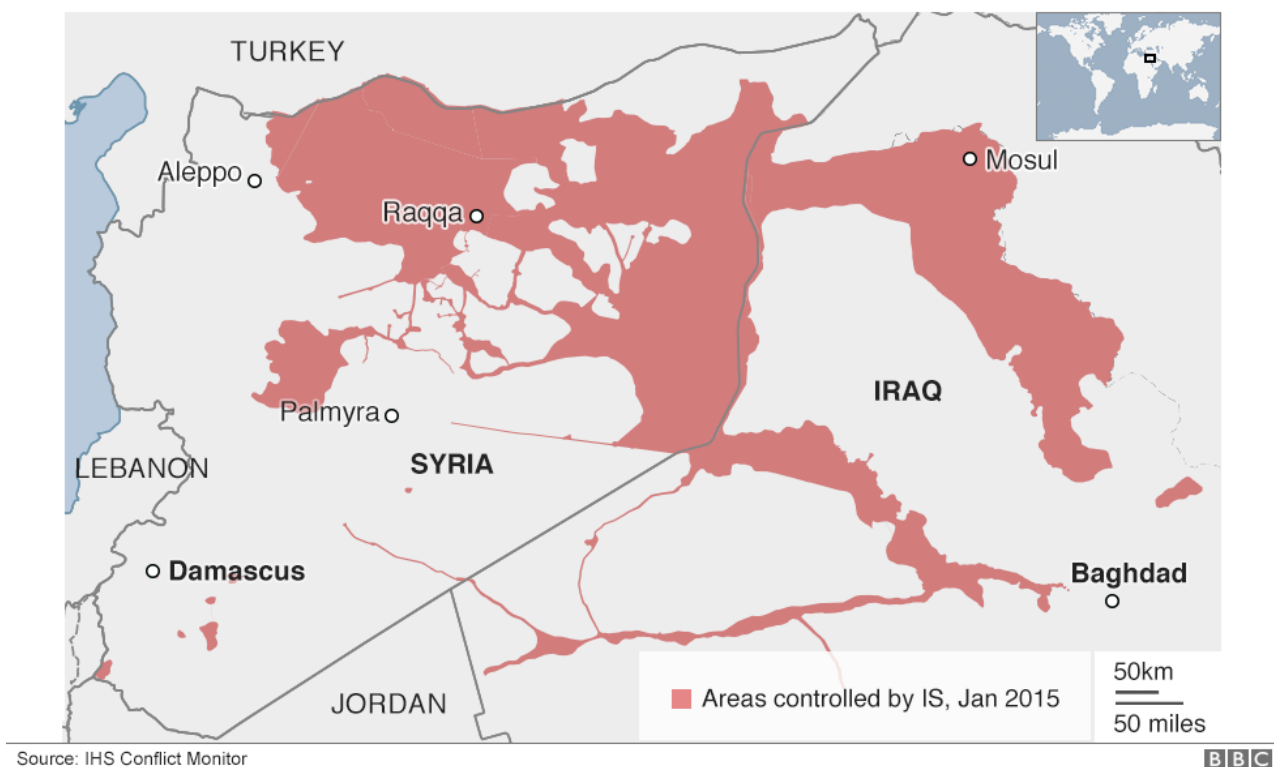 TURKEY
Aleppo
Mosul
Raqqa
IRAQ
Palmyra
SYRIA
LEBANON
Damascus
Baghdad
JORDAN
Areas controlled by IS, Jan 2015
50km
50 miles
Source: IHS Conflict Monitor
BBC